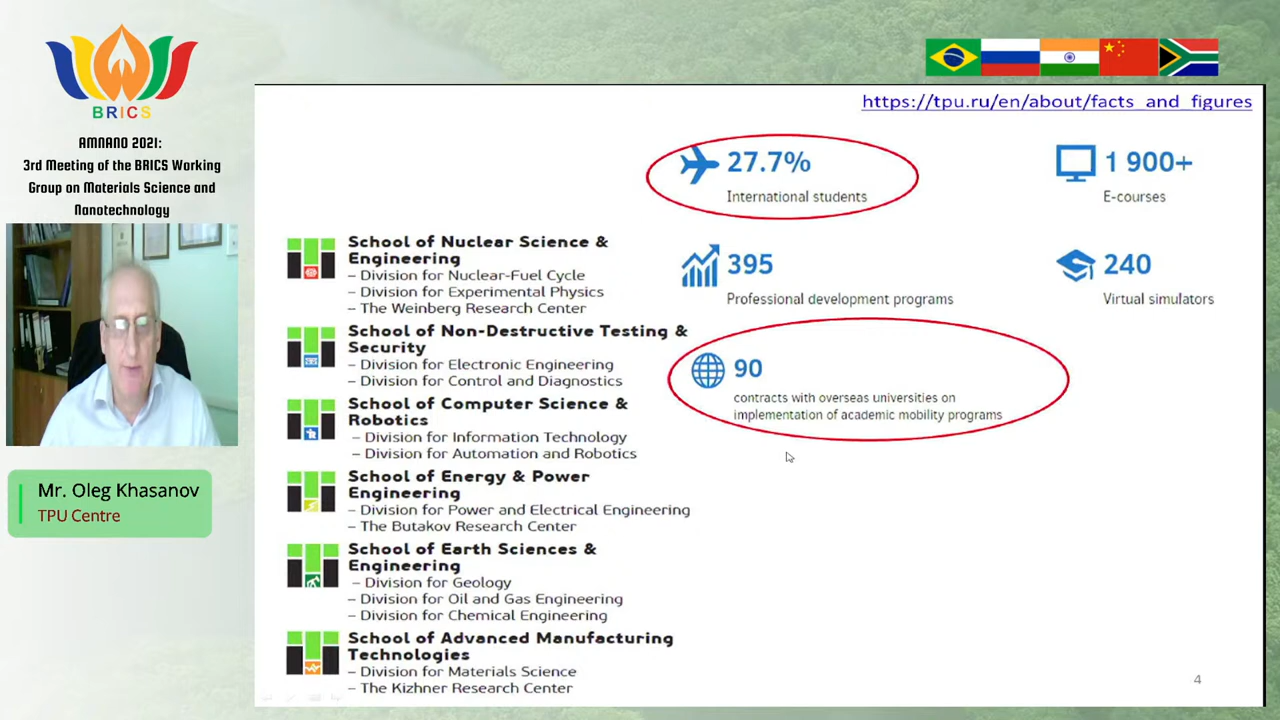 BRICS
AMNANO 2021:
3rd Meeting of the BRICS Working
Group on Materials Science and
Nanotechnology
Mr. Oleg Khasanov
TPU Centre
https://tpu.ru/en/about/facts_and_figures
27.7%
International students
1 900+
E-courses
395
Professional development programs
240
Virtual simulators
90
contracts with overseas universities on
implementation of academic mobility programs
School of Nuclear Science &
Engineering
– Division for Nuclear-Fuel Cycle
– Division for Experimental Physics
– The Weinberg Research Center
School of Non-Destructive Testing &
Security
– Division for Electronic Engineering
– Division for Control and Diagnostics
School of Computer Science &
Robotics
– Division for Information Technology
– Division for Automation and Robotics
School of Energy & Power
Engineering
– Division for Power and Electrical Engineering
– The Butakov Research Center
School of Earth Sciences &
Engineering
– Division for Geology
– Division for Oil and Gas Engineering
– Division for Chemical Engineering
School of Advanced Manufacturing
Technologies
– Division for Materials Science
– The Kizhner Research Center
4